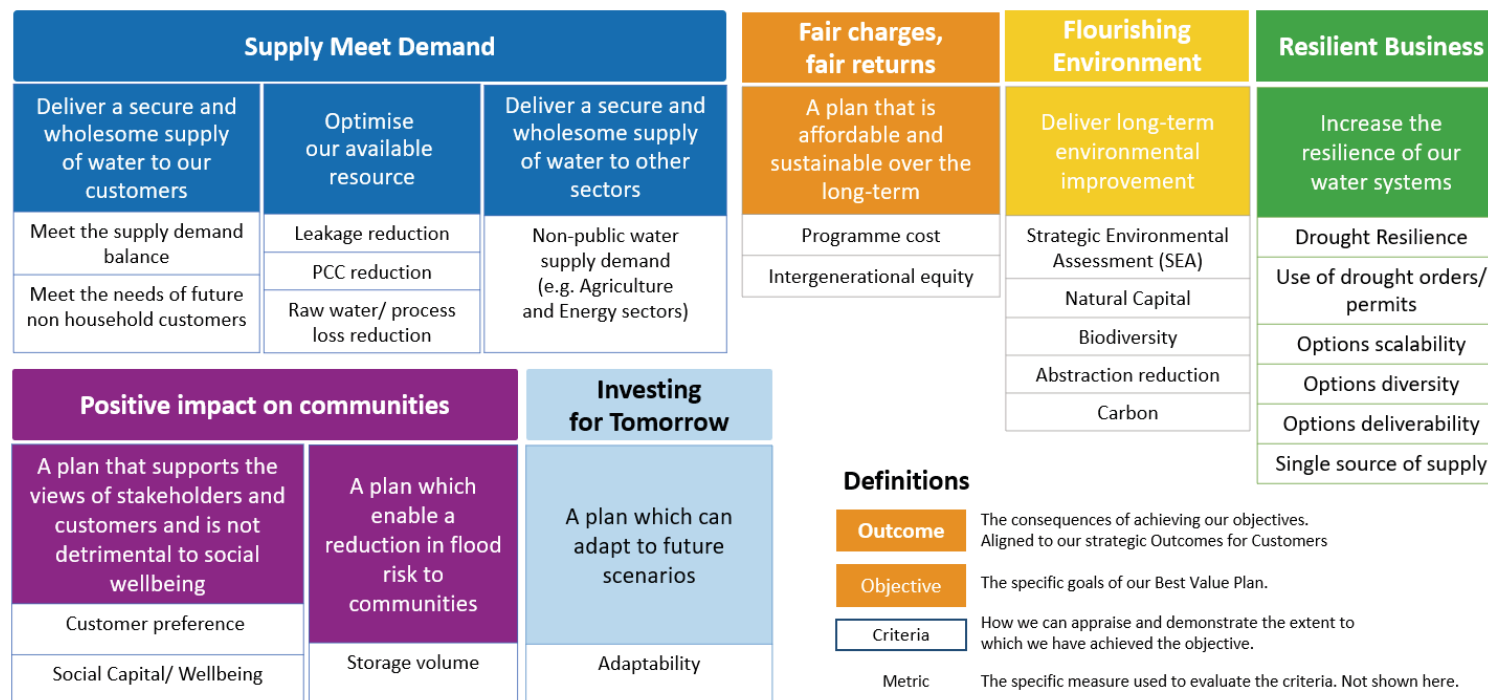 Supply Meet Demand
Deliver a secure and
wholesome supply
of water to our
customers
Meet the supply demand
balance
Meet the needs of future
non household customers
Optimise
our available
resource
Leakage reduction
PCC reduction
Raw water/ process
loss reduction
Deliver a secure and
wholesome supply
of water to other
sectors
Non-public water
supply demand
(e.g. Agriculture
and Energy sectors)
Fair charges,
fair returns
A plan that is
affordable and
sustainable over the
long-term
Programme cost
Intergenerational equity
Flourishing
Environment
Deliver long-term
environmental
improvement
Strategic Environmental
Assessment (SEA)
Natural Capital
Biodiversity
Abstraction reduction
Carbon
Resilient Business
Increase the
resilience of our
water systems
Drought Resilience
Use of drought orders/
permits
Options scalability
Options diversity
Options deliverability
Single source of supply
Positive impact on communities
A plan that supports the
views of stakeholders and
customers and is not
detrimental to social
wellbeing
Customer preference
Social Capital/ Wellbeing
A plan which
enable a
reduction in flood
risk to
communities
Storage volume
Investing
for Tomorrow
A plan which can
adapt to future
scenarios
Adaptability
Definitions
Outcome
The consequences of achieving our objectives.
Aligned to our strategic Outcomes for Customers
Objective
The specific goals of our Best Value Plan.
Criteria
How we can appraise and demonstrate the extent to
which we have achieved the objective.
Metric
The specific measure used to evaluate the criteria. Not shown here.